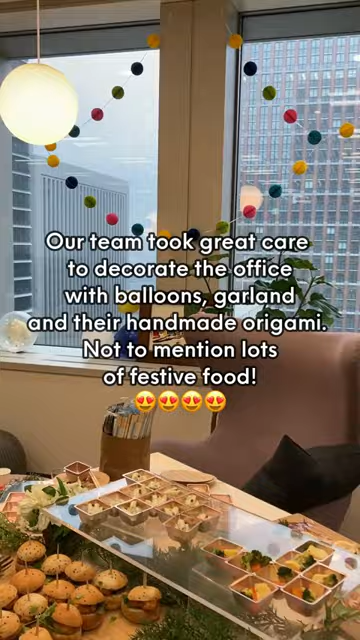 Our team took great care
to decorate the office
with balloons, garland
and their handmade origami.
Not to mention lots
of festive food!
😍😍😍😍